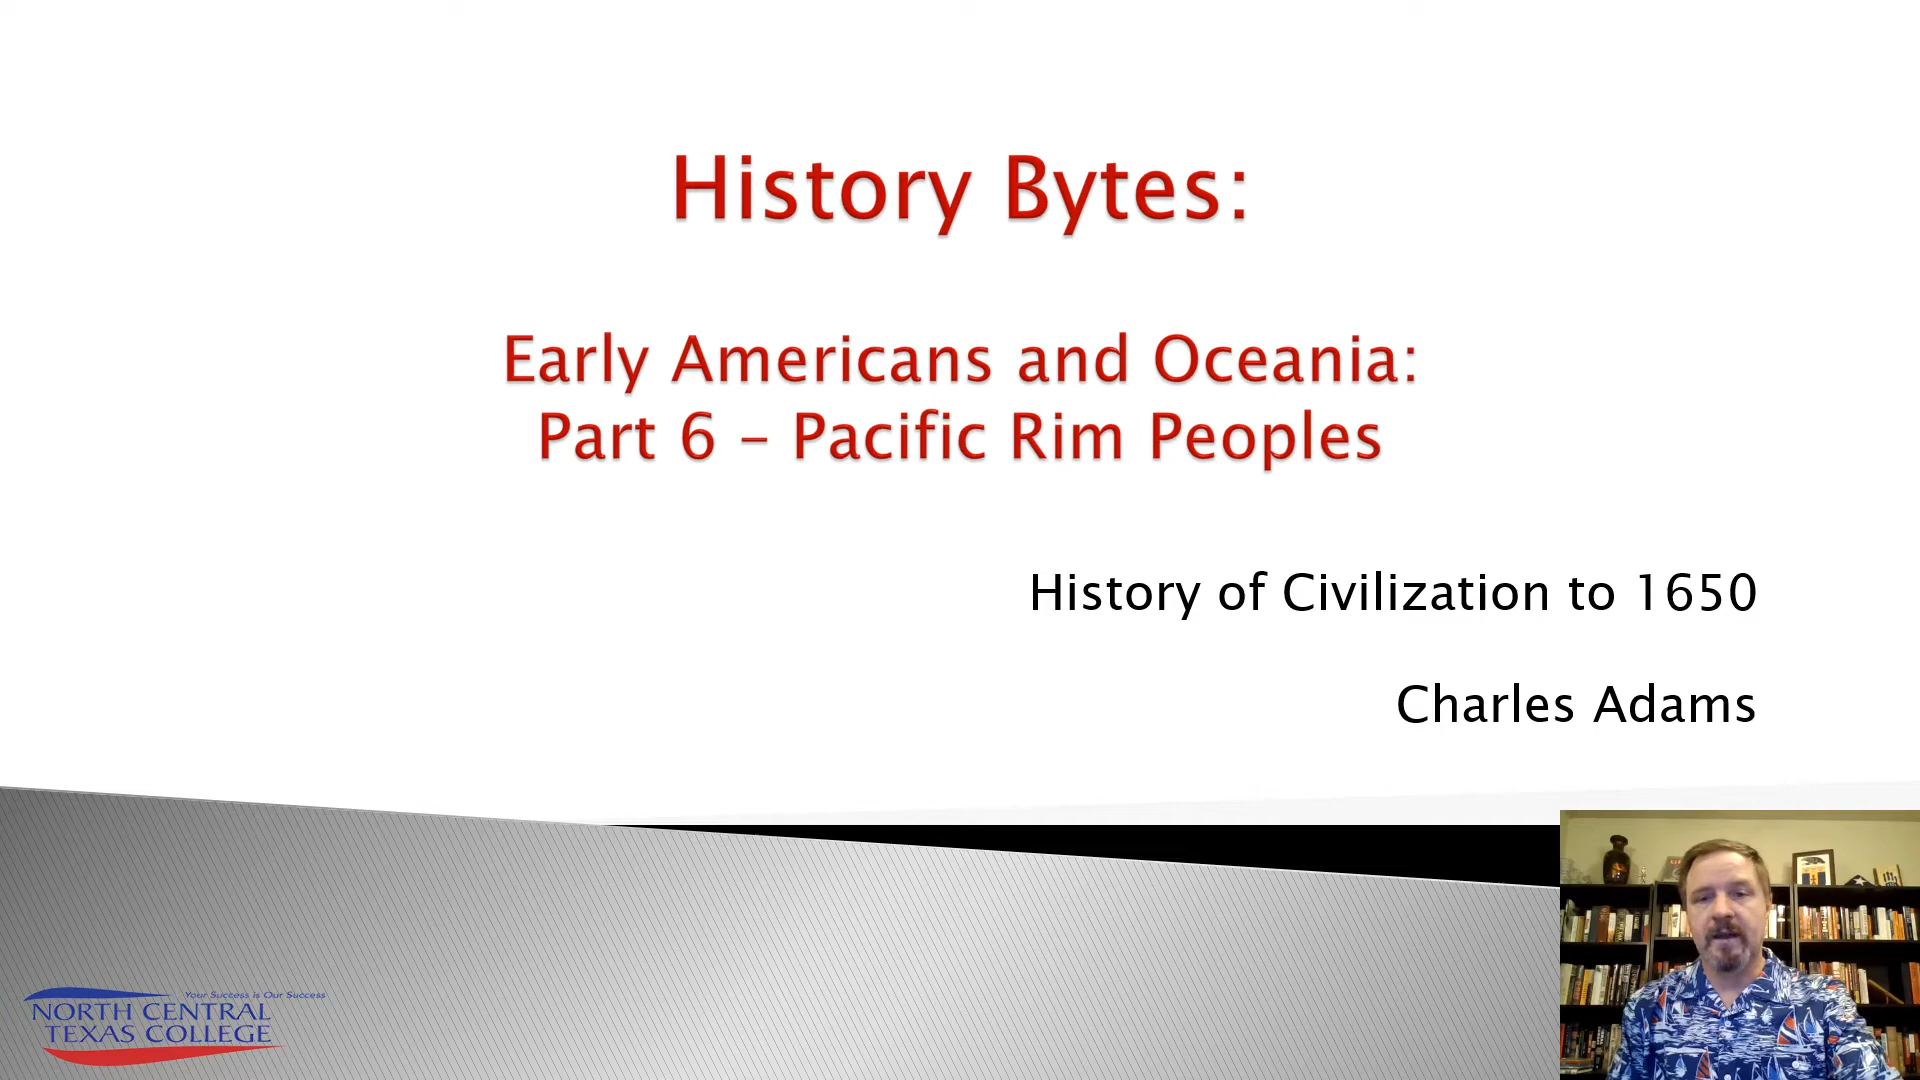 History Bytes:
Early Americans and Oceania:
Part 6 – Pacific Rim Peoples
History of Civilization to 1650
Charles Adams
Your Success is Our Success
NORTH CENTRAL
TEXAS COLLEGE